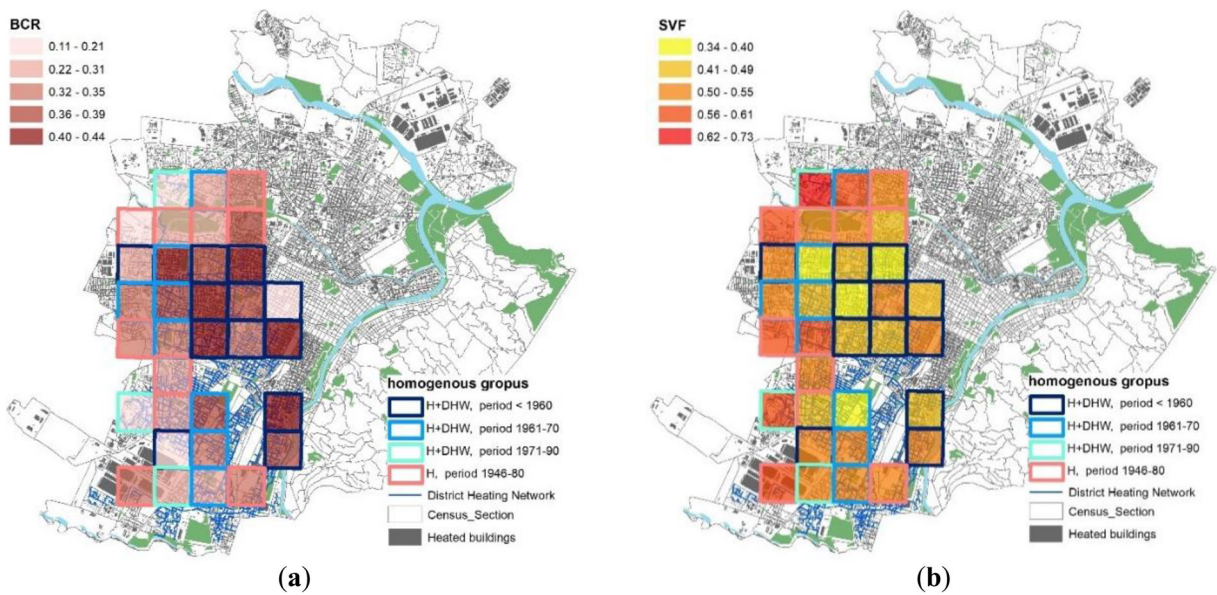 BCR
0.11 - 0.21
0.22 - 0.31
0.32 - 0.35
0.36 - 0.39
0.40 - 0.44
homogenous gropus
H+DHW, period < 1960
H+DHW, period 1961-70
H+DHW, period 1971-90
H, period 1946-80
District Heating Network
Census_Section
Heated buildings
(a)
SVF
0.34 - 0.40
0.41 - 0.49
0.50 - 0.55
0.56 - 0.61
0.62 - 0.73
homogenous gropus
H+DHW, period < 1960
H+DHW, period 1961-70
H+DHW, period 1971-90
H, period 1946-80
District Heating Network
Census_Section
Heated buildings
(b)